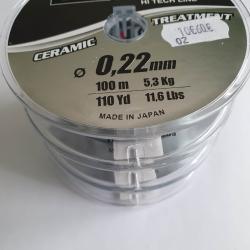 HI TECH LINE
CERAMIC TREATMENT
Ø 0,22mm
100 m 5,3 Kg
110 Yd 11,6 Lbs
MADE IN JAPAN